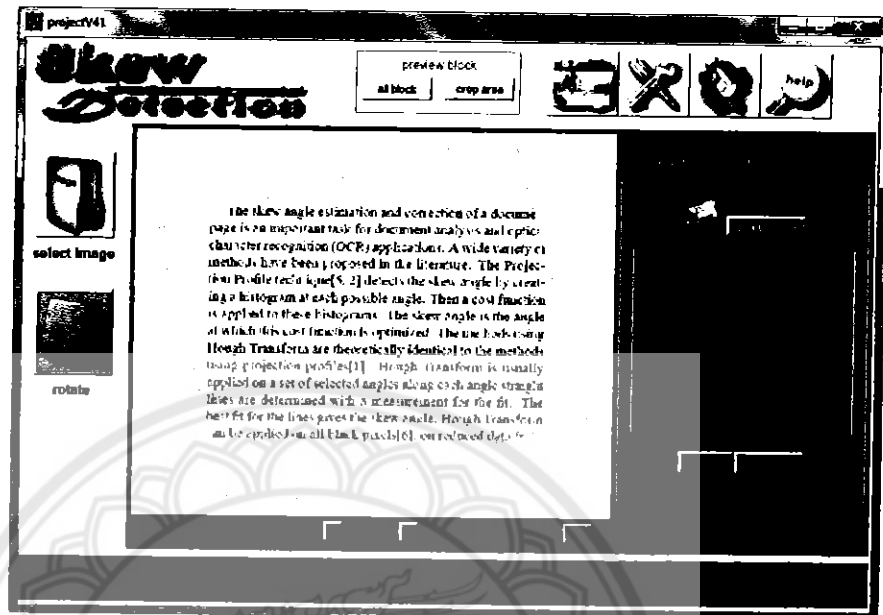 projectV41
Skew
Detection
preview block
all block
crop area
help
select image
rotate
The skew angle estimation and correction of a docume
page is an important task for document analysis and optic
character recognition (OCR) applications. A wide variety o
methods have been proposed in the literature. The Projec-
tion Profile technique[5, 2] detects the skew angle by creat-
ing a histogram at each possible angle. Then a cost function
is applied to these histograms. The skew angle is the angle
at which this cost function is optimized. The methods using
Hough Transform are theoretically identical to the methods
using projection profiles[1]. Hough Transform is usually
applied on a set of selected angles along each angle straight
lines are determined with a measurement for the fit. The
best fit for the lines gives the skew angle. Hough Transform
an be applied on all black pixels[6], on reduced data